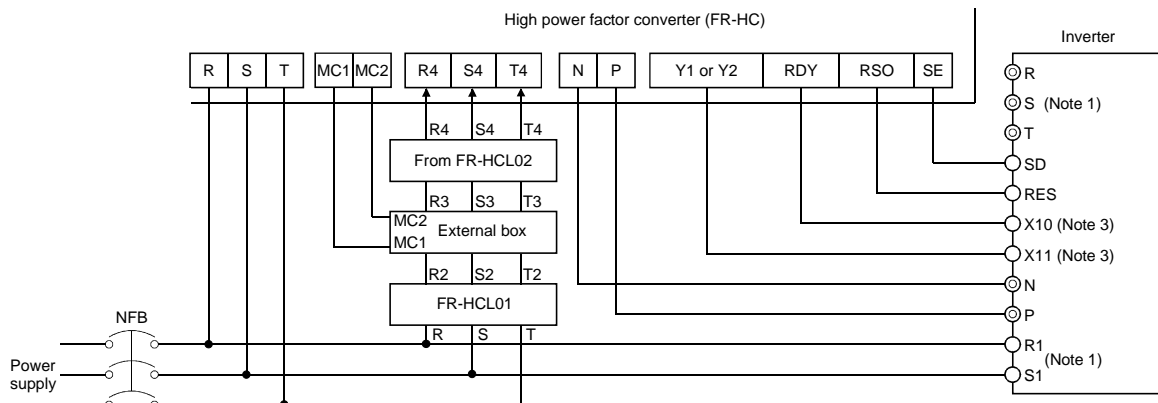 High power factor converter (FR-HC)
Inverter
R S T MC1 MC2 R4 S4 T4 N P Y1 or Y2 RDY RSO SE
R
S (Note 1)
T
R4 S4 T4
From FR-HCL02
SD
RES
R3 S3 T3
MC2
External box
MC1
X10 (Note 3)
X11 (Note 3)
R2 S2 T2
N
FR-HCL01
P
NFB
R S T
R1
(Note 1)
Power
supply
S1